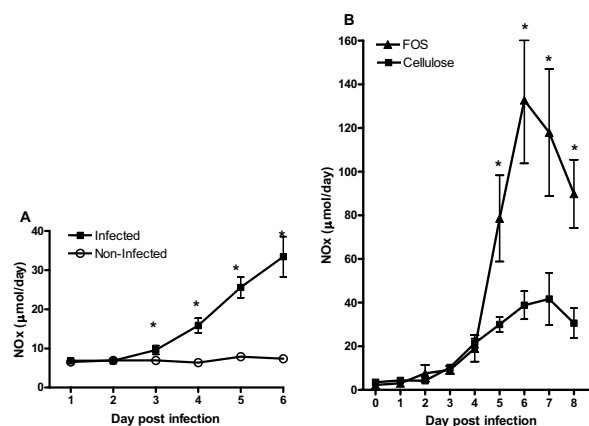 A
Infected
Non-Infected
NOx (μmol/day)
40
30
20
10
0
*
*
*
*
1 2 3 4 5 6
Day post infection
B
FOS
Cellulose
NOx (μmol/day)
160
140
120
100
80
60
40
20
0
*
*
*
*
0 1 2 3 4 5 6 7 8
Day post infection